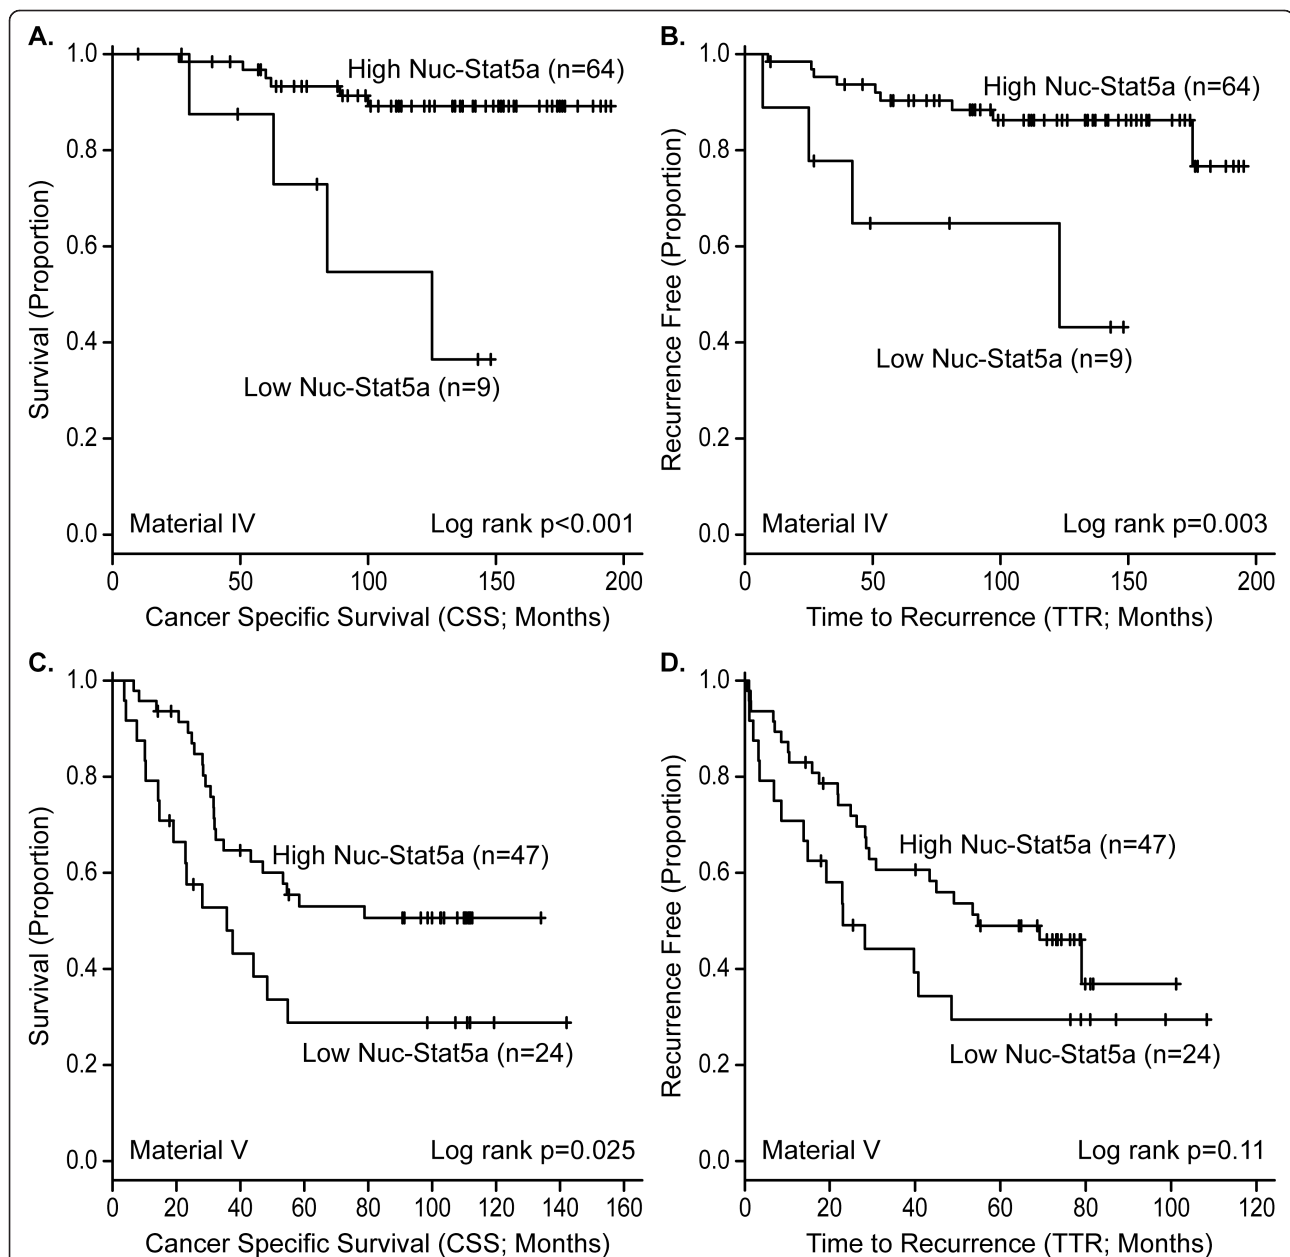 A.
1.0
0.8
0.6
0.4
0.2
0.0
Survival (Proportion)
High Nuc-Stat5a (n=64)
Low Nuc-Stat5a (n=9)
Material IV
Log rank p<0.001
0 50 100 150 200
Cancer Specific Survival (CSS; Months)
B.
1.0
0.8
0.6
0.4
0.2
0.0
Recurrence Free (Proportion)
High Nuc-Stat5a (n=64)
Low Nuc-Stat5a (n=9)
Material IV
Log rank p=0.003
0 50 100 150 200
Time to Recurrence (TTR; Months)
C.
1.0
0.8
0.6
0.4
0.2
0.0
Survival (Proportion)
High Nuc-Stat5a (n=47)
Low Nuc-Stat5a (n=24)
Material V
Log rank p=0.025
0 20 40 60 80 100 120 140 160
Cancer Specific Survival (CSS; Months)
D.
1.0
0.8
0.6
0.4
0.2
0.0
Recurrence Free (Proportion)
High Nuc-Stat5a (n=47)
Low Nuc-Stat5a (n=24)
Material V
Log rank p=0.11
0 20 40 60 80 100 120
Time to Recurrence (TTR; Months)